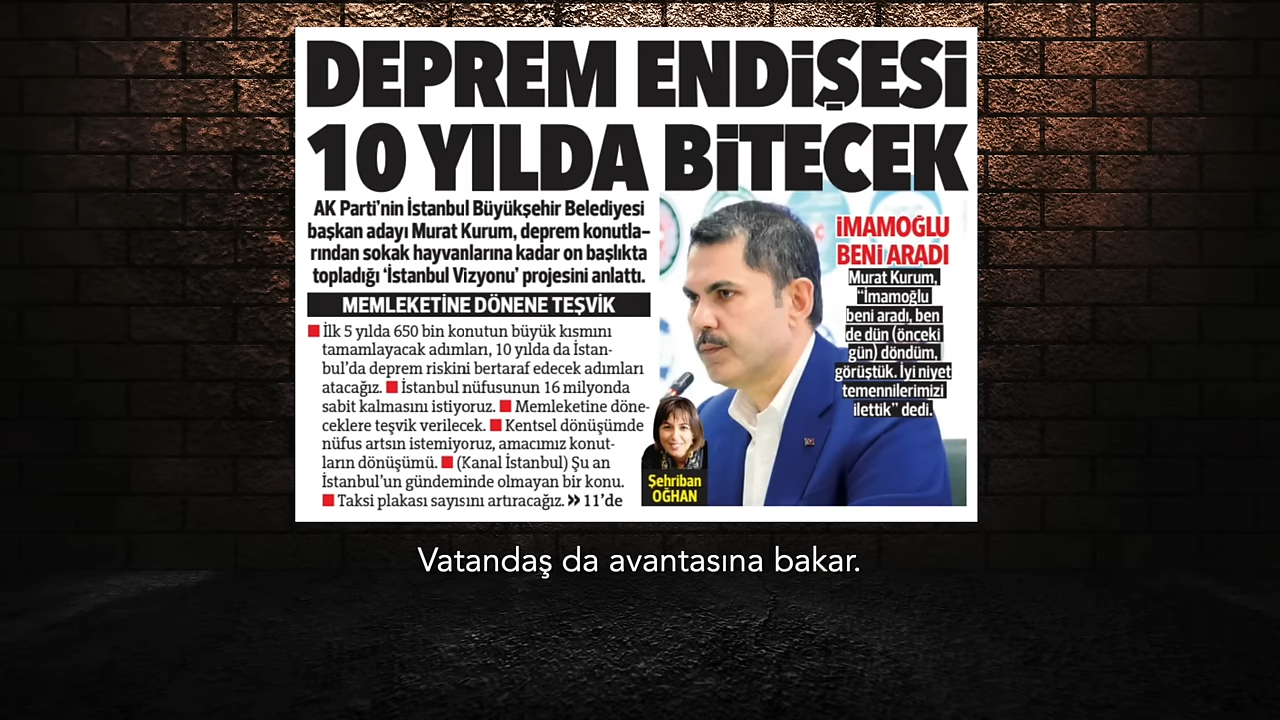 DEPREM ENDİŞESİ
10 YILDA BİTECEK
AK Parti’nin İstanbul Büyükşehir Belediyesi
başkan adayı Murat Kurum, deprem konutla-
rından sokak hayvanlarına kadar on başlıkta
topladığı ‘İstanbul Vizyonu’ projesini anlattı.
MEMLEKETİNE DÖNENE TEŞVİK
İlk 5 yılda 650 bin konutun büyük kısmını
tamamlayacak adımları, 10 yılda da İstan-
bul’da deprem riskini bertaraf edecek adımları
atacağız. ■ İstanbul nüfusunun 16 milyonda
sabit kalmasını istiyoruz. ■ Memleketine döne-
ceklere teşvik verilecek. ■ Kentsel dönüşümde
nüfus artsın istemiyoruz, amacımız konut-
ların dönüşümü. ■ (Kanal İstanbul) Şu an
İstanbul’un gündeminde olmayan bir konu.
■ Taksi plakası sayısını artıracağız. » 11’de
Şehriban
OĞHAN
İMAMOĞLU
BENİ ARADI
Murat Kurum,
“İmamoğlu
beni aradı, ben
de dün (önceki
gün) döndüm,
görüştük. İyi niyet
temennilerimizi
ilettik” dedi.
Vatandaş da avantasına bakar.